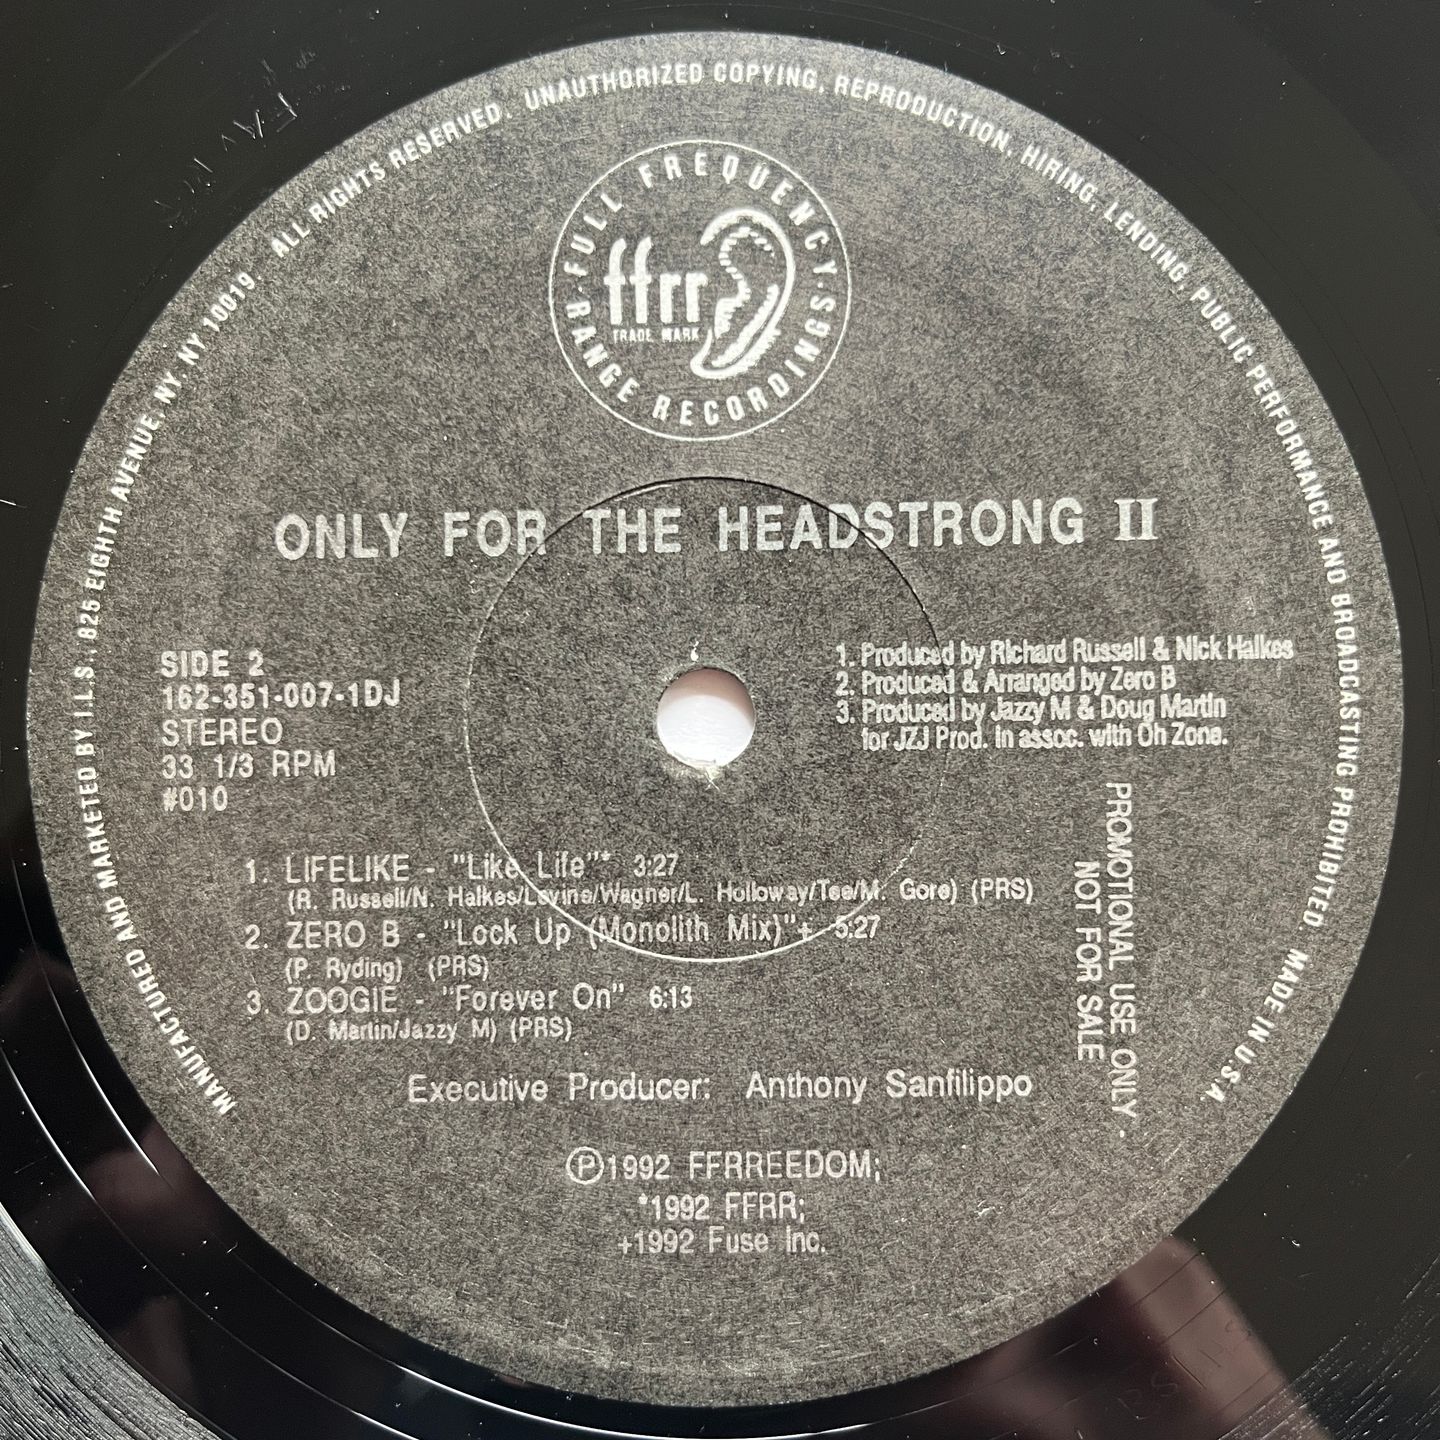 MANUFACTURED AND MARKETED BY I.L.S., 825 EIGHTH AVENUE, NY, NY 10019 ALL RIGHTS RESERVED. UNAUTHORIZED COPYING, REPRODUCTION, HIRING, LENDING, PUBLIC PERFORMANCE AND BROADCASTING PROHIBITED. MADE IN U.S.A.
FULL FREQUENCY
ffrr
TRADE MARK
RANGE RECORDINGS
ONLY FOR THE HEADSTRONG II
SIDE 2
162-351-007-1DJ
STEREO
33 1/3 RPM
#010
1. Produced by Richard Russell & Nick Halkes
2. Produced & Arranged by Zero B
3. Produced by Jazzy M & Doug Martin
for JZJ Prod. in assoc. with Oh Zone.
PROMOTIONAL USE ONLY -
NOT FOR SALE
1. LIFELIKE - "Like Life"* 3:27
(R. Russell/N. Halkes/Levine/Wagner/L. Holloway/Tee/M. Gore) (PRS)
2. ZERO B - "Lock Up (Monolith Mix)"+ 5:27
(P. Ryding) (PRS)
3. ZOOGIE - "Forever On" 6:13
(D. Martin/Jazzy M) (PRS)
Executive Producer: Anthony Sanfilippo
Ⓟ1992 FFRREEDOM;
*1992 FFRR;
+1992 Fuse Inc.